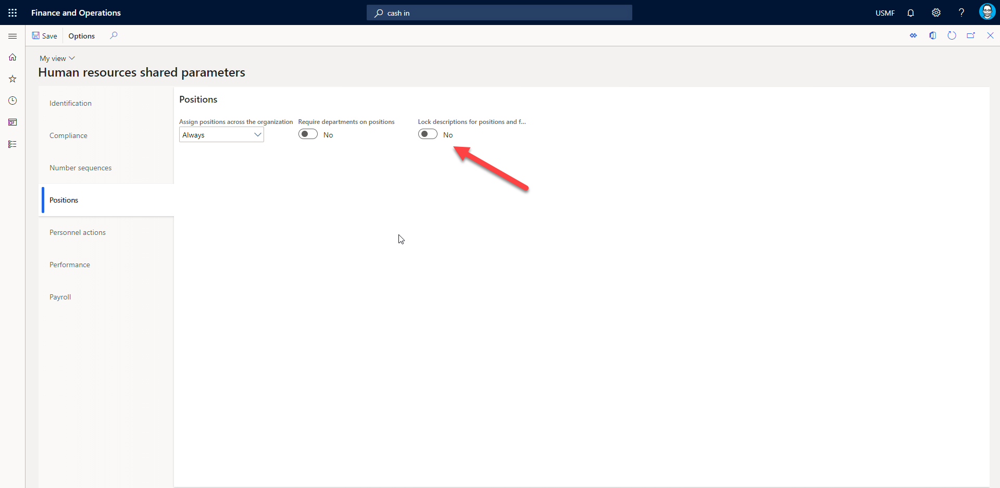 Finance and Operations
cash in
USMF
?
Save
Options
My view
Human resources shared parameters
Identification
Compliance
Number sequences
Positions
Personnel actions
Performance
Payroll
Positions
Assign positions across the organization
Always
Require departments on positions
No
Lock descriptions for positions and f...
No